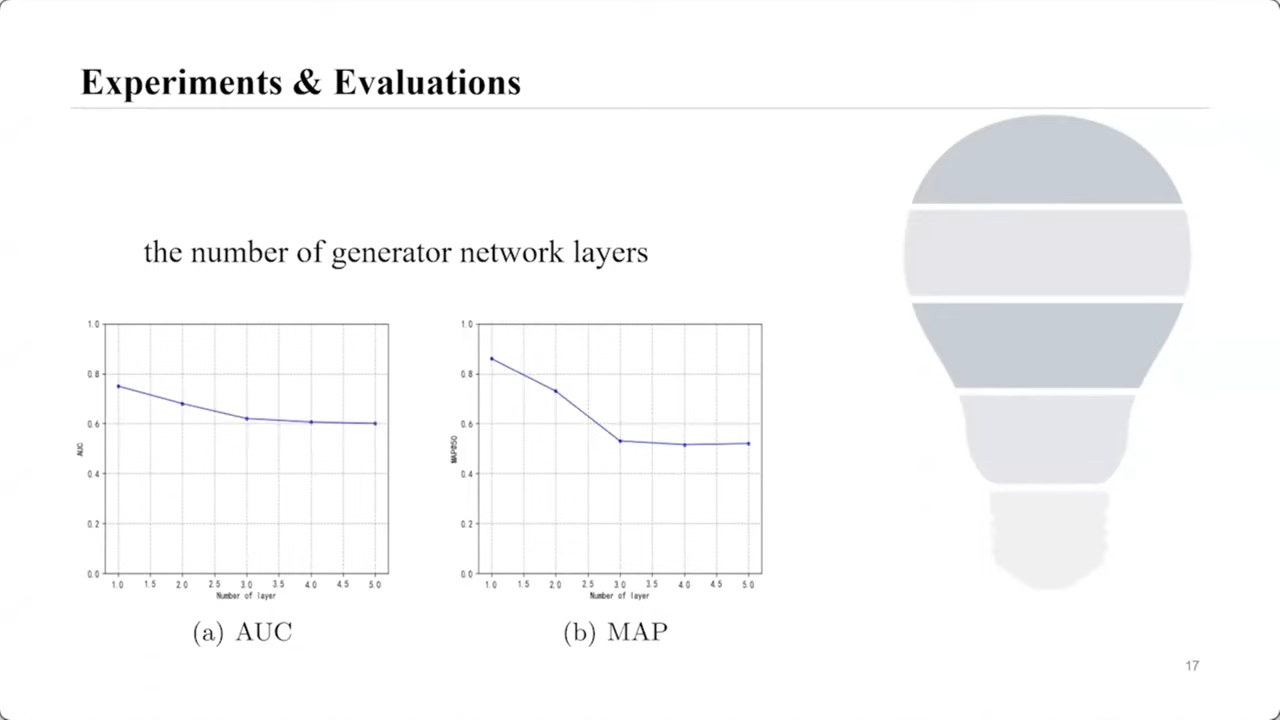 Experiments & Evaluations
the number of generator network layers
1.0
0.8
0.6
0.4
0.2
0.0
AUC
1.0 1.5 2.0 2.5 3.0 3.5 4.0 4.5 5.0
Number of layer
(a) AUC
1.0
0.8
0.6
0.4
0.2
0.0
MAP@50
1.0 1.5 2.0 2.5 3.0 3.5 4.0 4.5 5.0
Number of layer
(b) MAP
17